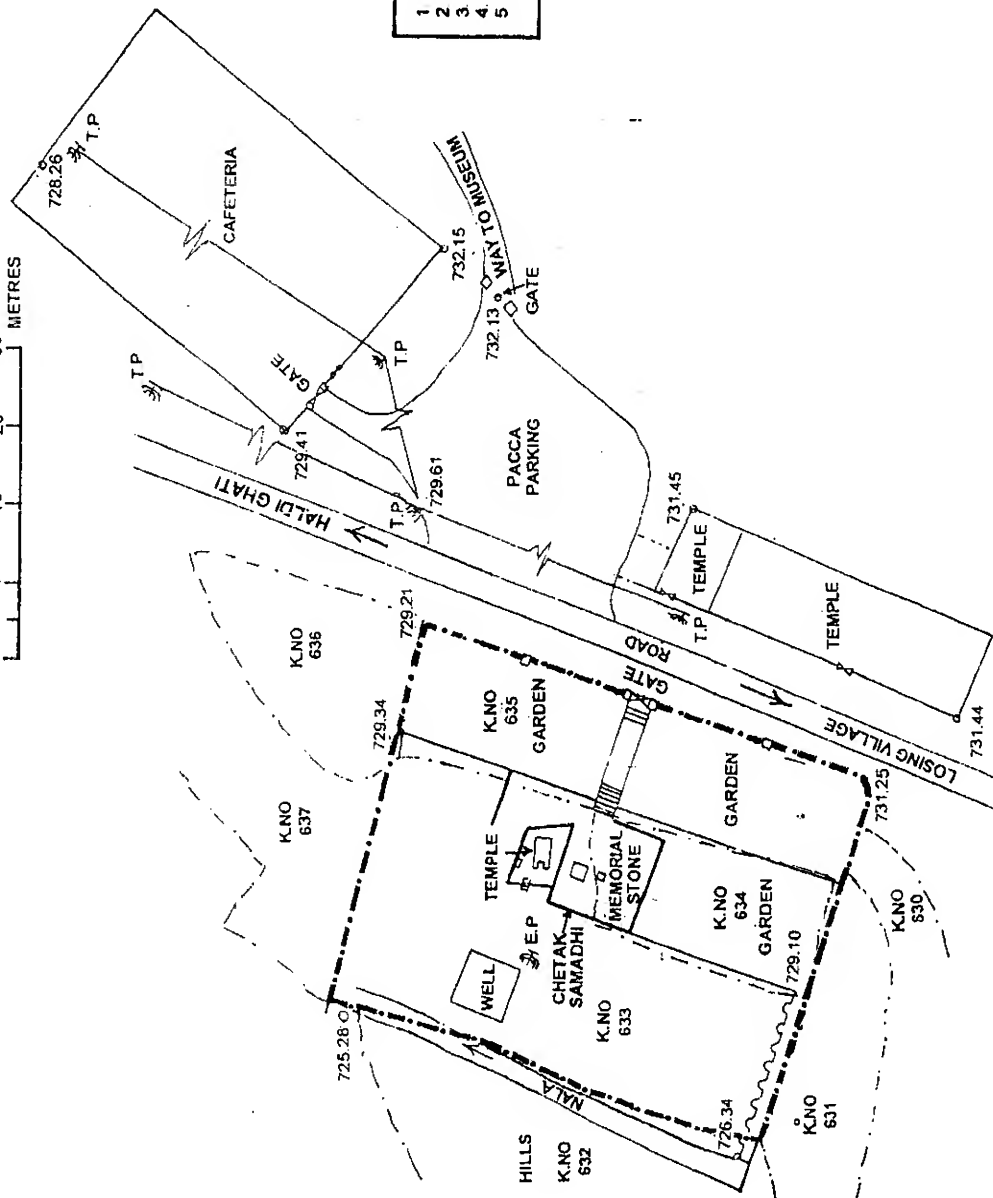 1
2
3.
4.
5
METRES
728.26
T.P
CAFETERIA
732.15
WAY TO MUSEUM
732.13
GATE
T.P
GATE
T.P
729.41
729.61
T.P
HALDI GHATI
PACCA
PARKING
731.45
TEMPLE
T.P
TEMPLE
731.44
ROAD
LOSING VILLAGE
GATE
K.NO
636
729.21
729.34
K.NO
635
GARDEN
K.NO
637
GARDEN
731.25
TEMPLE
MEMORIAL
STONE
CHETAK
SAMADHI
E.P
K.NO
634
GARDEN
K.NO
630
WELL
729.10
K.NO
633
725.28
NALA
726.34
K.NO
631
HILLS
K.NO
632